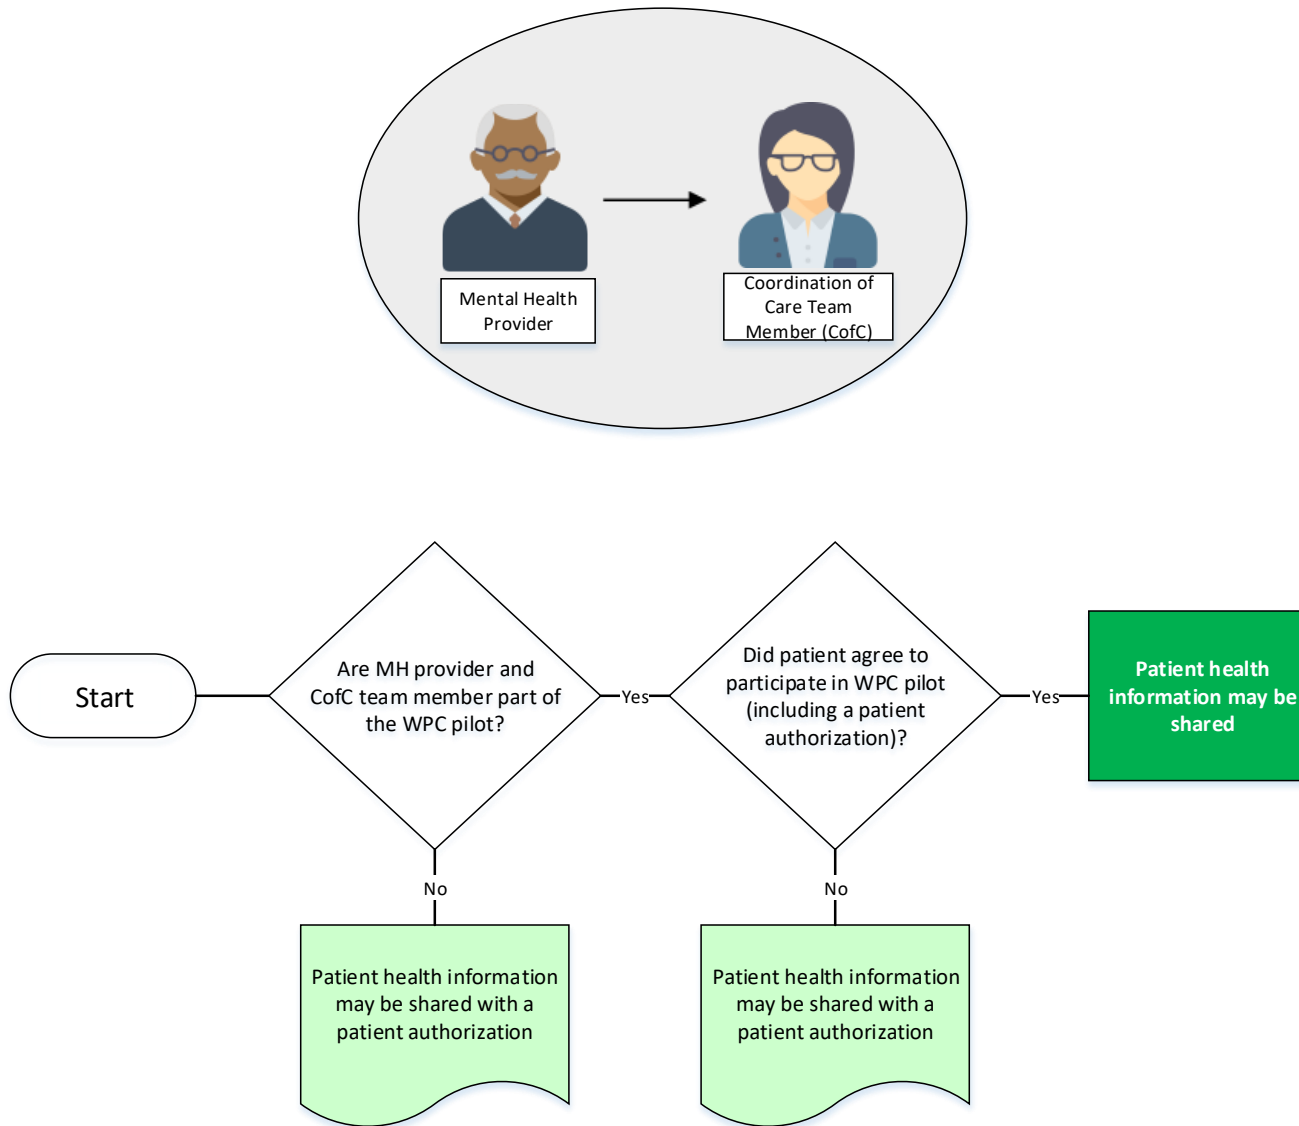 Mental Health
Provider
Coordination of
Care Team
Member (CofC)
Start
Are MH provider and
CofC team member part of
the WPC pilot?
Yes
Did patient agree to
participate in WPC pilot
(including a patient
authorization)?
Yes
Patient health
information may be
shared
No
No
Patient health information
may be shared with a
patient authorization
Patient health information
may be shared with a
patient authorization